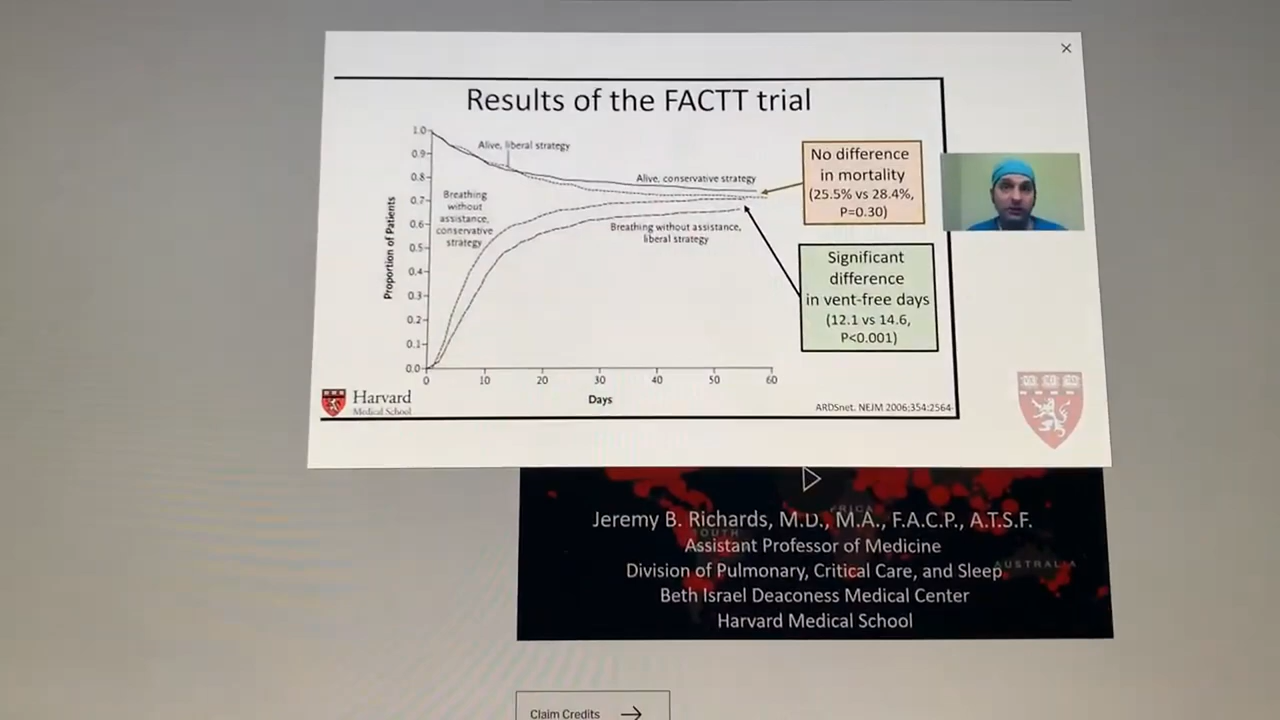 Results of the FACTT trial
1.0
0.9
0.8
0.7
0.6
0.5
0.4
0.3
0.2
0.1
0.0
Proportion of Patients
Alive, liberal strategy
Alive, conservative strategy
Breathing
without
assistance,
conservative
strategy
Breathing without assistance,
liberal strategy
0 10 20 30 40 50 60
Days
No difference
in mortality
(25.5% vs 28.4%,
P=0.30)
Significant
difference
in vent-free days
(12.1 vs 14.6,
P<0.001)
Harvard
Medical School
ARDSnet. NEJM 2006;354:2564
AFRICA
Jeremy B. Richards, M.D., M.A., F.A.C.P., A.T.S.F.
SOUTH
Assistant Professor of Medicine
AUSTRALIA
Division of Pulmonary, Critical Care, and Sleep
Beth Israel Deaconess Medical Center
Harvard Medical School
Claim Credits